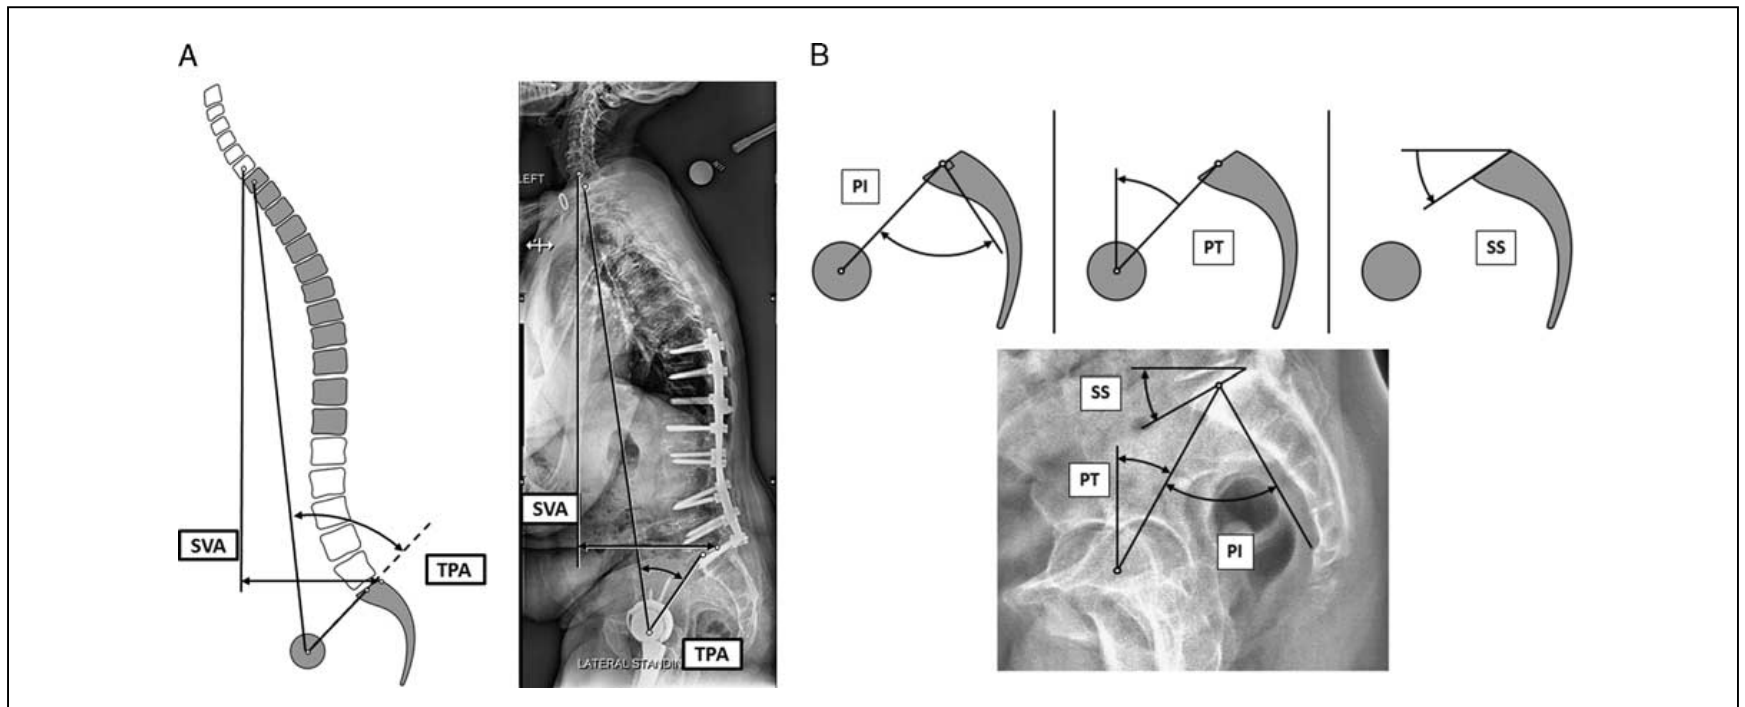 A
SVA
TPA
LEFT
SVA
TPA
LATERAL STANDIN
B
PI
PT
SS
SS
PT
PI